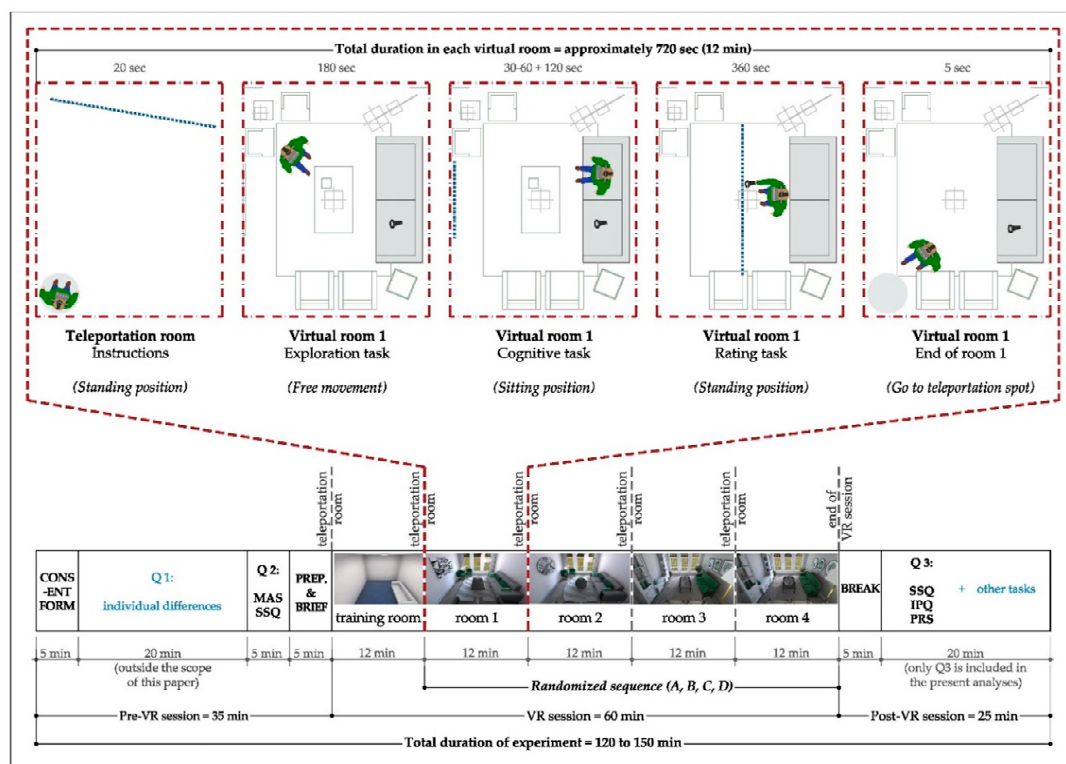 Total duration in each virtual room = approximately 720 sec (12 min)
20 sec
180 sec
30-60 + 120 sec
360 sec
5 sec
Teleportation room
Instructions
(Standing position)
Virtual room 1
Exploration task
(Free movement)
Virtual room 1
Cognitive task
(Sitting position)
Virtual room 1
Rating task
(Standing position)
Virtual room 1
End of room 1
(Go to teleportation spot)
teleportation
room
teleportation
room
teleportation
room
teleportation
room
teleportation
room
end of
VR session
CONS
-ENT
FORM
Q 1:
individual differences
Q 2:
MAS
SSQ
PREP.
&
BRIEF
training room
room 1
room 2
room 3
room 4
BREAK
Q 3:
SSQ
IPQ
PRS
+ other tasks
5 min
20 min
5 min
5 min
12 min
12 min
12 min
12 min
12 min
5 min
20 min
(outside the scope
of this paper)
(only Q3 is included in
the present analyses)
Randomized sequence (A, B, C, D)
Pre-VR session = 35 min
VR session = 60 min
Post-VR session = 25 min
Total duration of experiment = 120 to 150 min